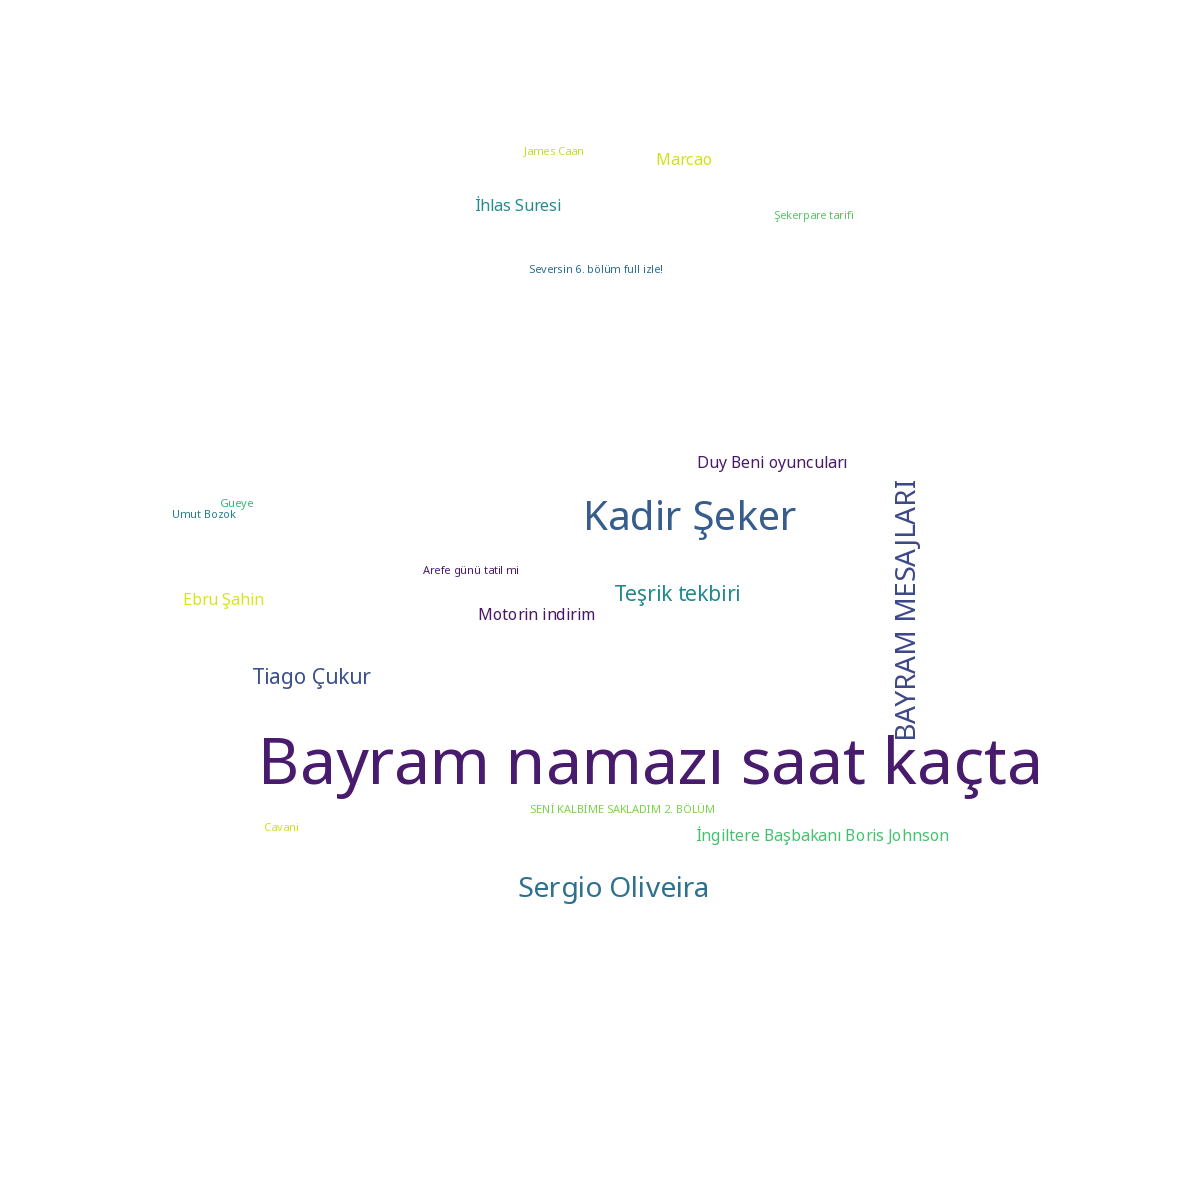 James Caan
Marcao
İhlas Suresi
Şekerpare tarifi
Seversin 6. bölüm full izle!
Duy Beni oyuncuları
Gueye
Umut Bozok
Kadir Şeker
BAYRAM MESAJLARI
Arefe günü tatil mi
Teşrik tekbiri
Ebru Şahin
Motorin indirim
Tiago Çukur
Bayram namazı saat kaçta
SENİ KALBİME SAKLADIM 2. BÖLÜM
Cavani
İngiltere Başbakanı Boris Johnson
Sergio Oliveira